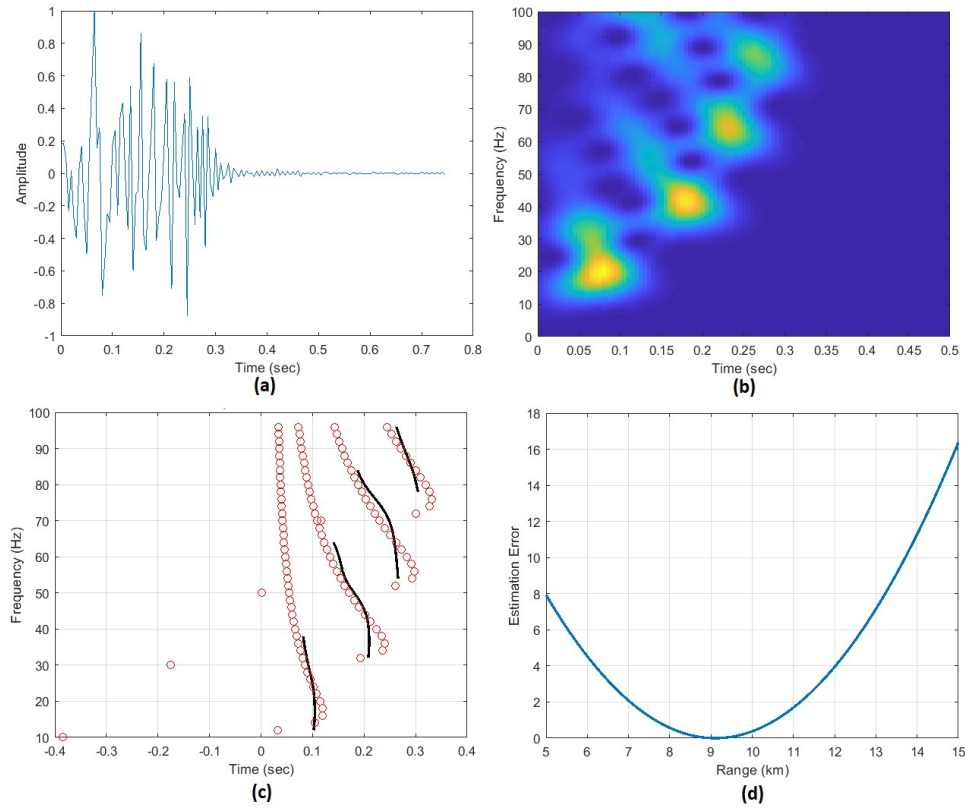 1
0.8
0.6
0.4
0.2
0
-0.2
-0.4
-0.6
-0.8
-1
Amplitude
0 0.1 0.2 0.3 0.4 0.5 0.6 0.7 0.8
Time (sec)
(a)
100
90
80
70
60
50
40
30
20
10
0
Frequency (Hz)
0 0.05 0.1 0.15 0.2 0.25 0.3 0.35 0.4 0.45 0.5
Time (sec)
(b)
100
90
80
70
60
50
40
30
20
10
Frequency (Hz)
-0.4 -0.3 -0.2 -0.1 0 0.1 0.2 0.3 0.4
Time (sec)
(c)
18
16
14
12
10
8
6
4
2
0
Estimation Error
5 6 7 8 9 10 11 12 13 14 15
Range (km)
(d)